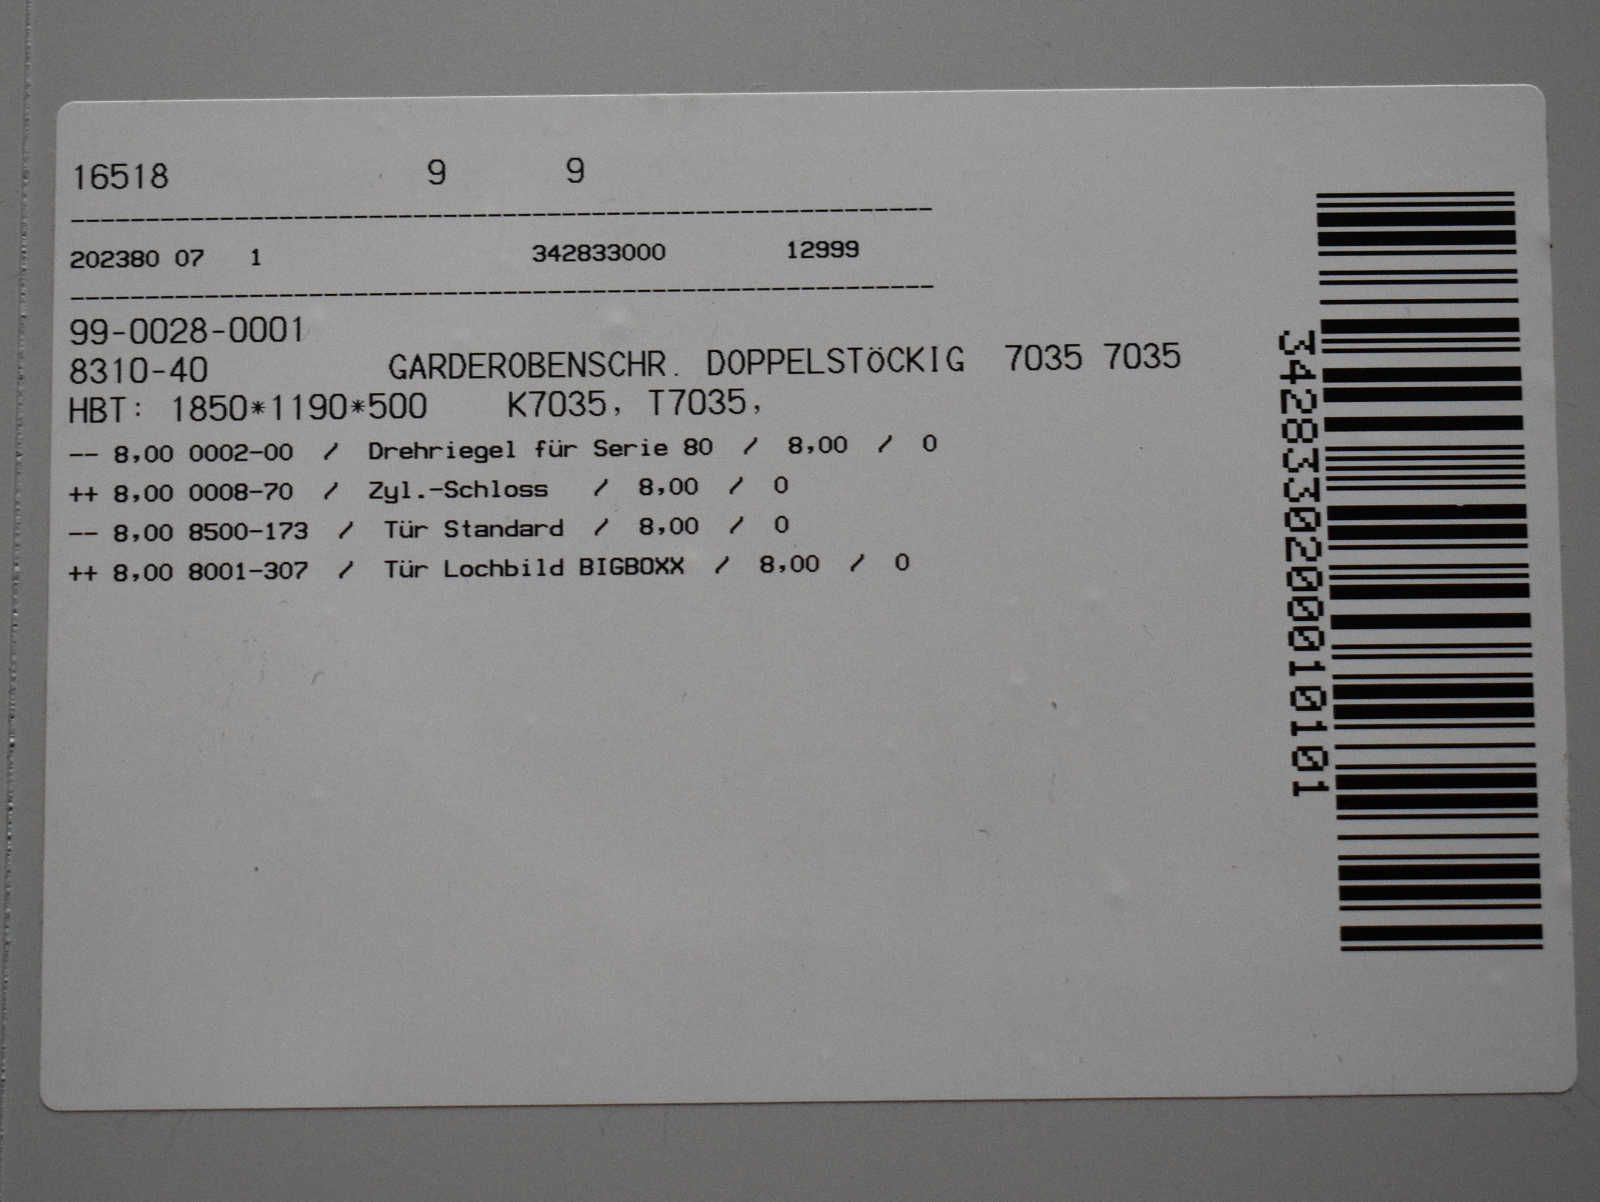 16518 9 9
202380 07 1 342833000 12999
99-0028-0001
8310-40 GARDEROBENSCHR. DOPPELSTÖCKIG 7035 7035
HBT: 1850*1190*500 K7035, T7035,
-- 8,00 0002-00 / Drehriegel für Serie 80 / 8,00 / 0
++ 8,00 0008-70 / Zyl.-Schloss / 8,00 / 0
-- 8,00 8500-173 / Tür Standard / 8,00 / 0
++ 8,00 8001-307 / Tür Lochbild BIGBOXX / 8,00 / 0
3428330200010101